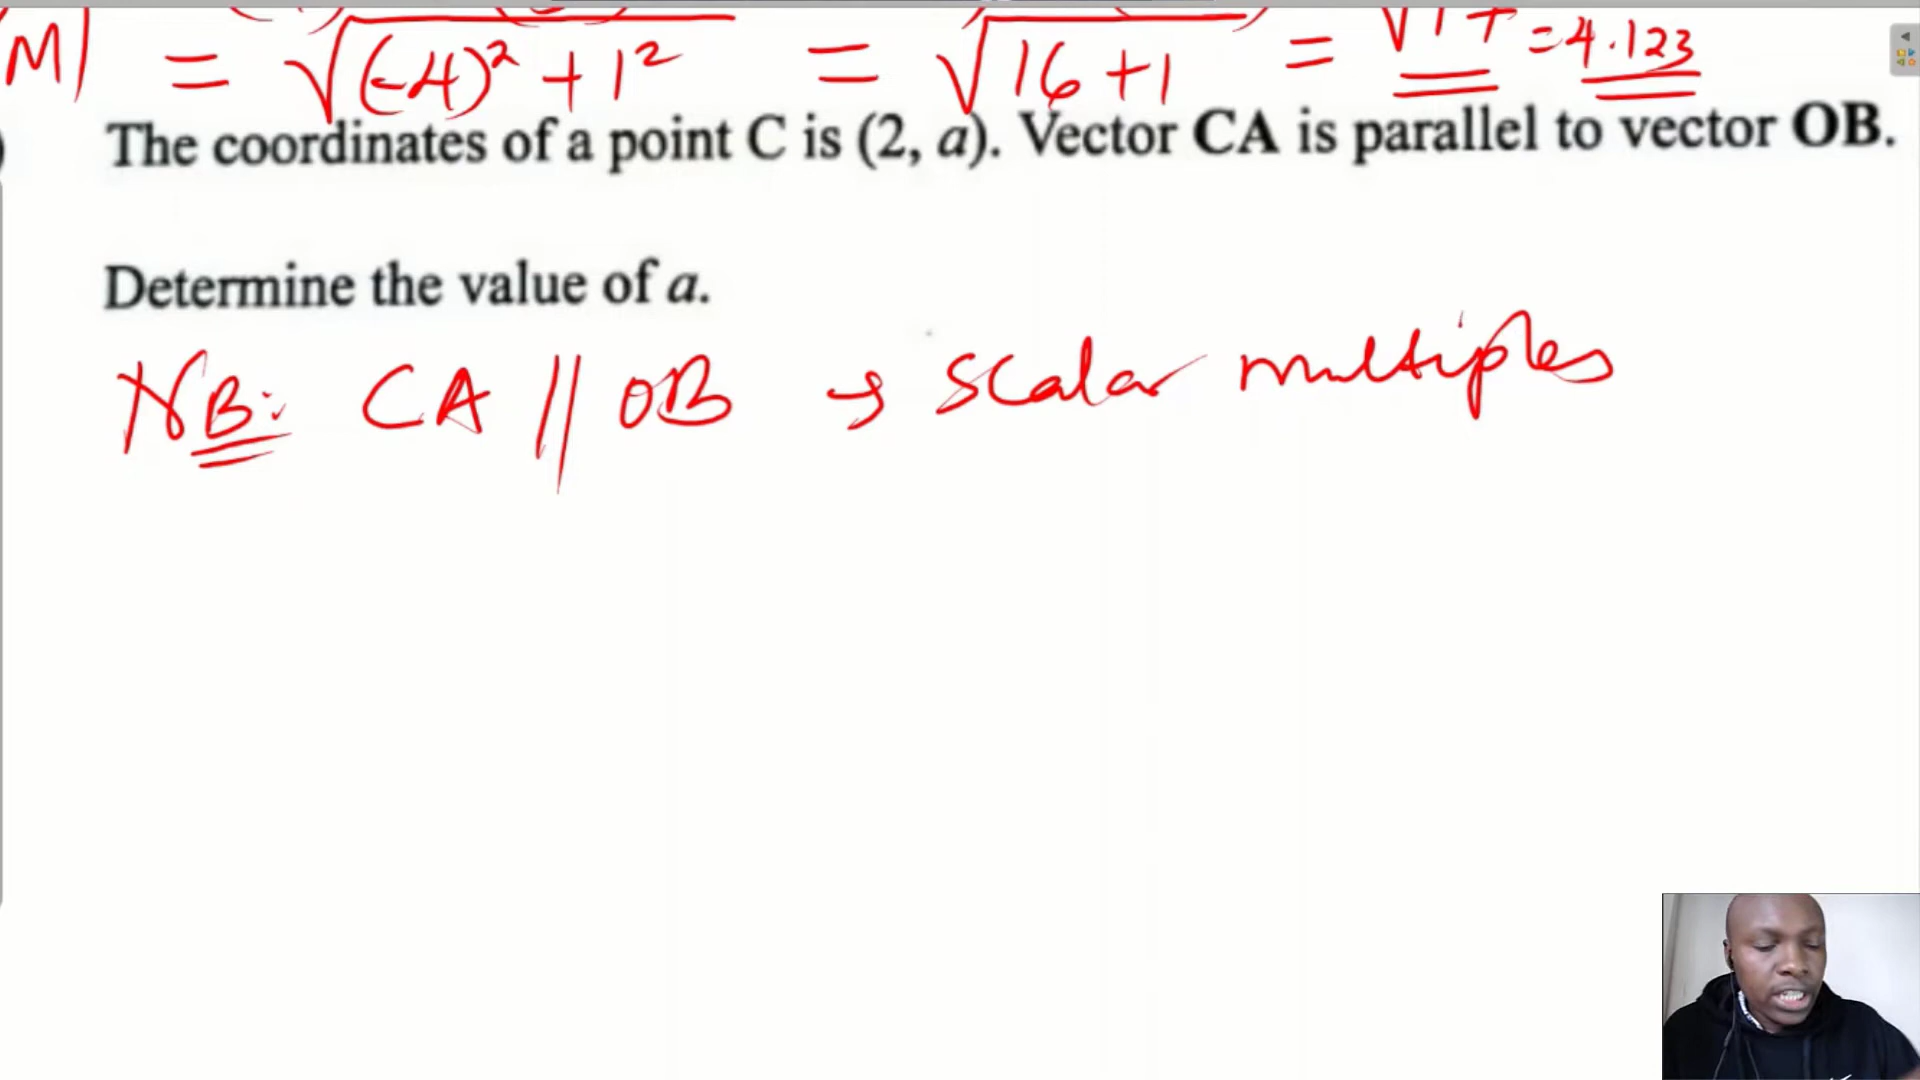 M| = √(-4)² + 1² = √16 + 1 = √17 = 4.123
The coordinates of a point C is (2, a). Vector CA is parallel to vector OB.
Determine the value of a.
NB: CA // OB → scalar multiples